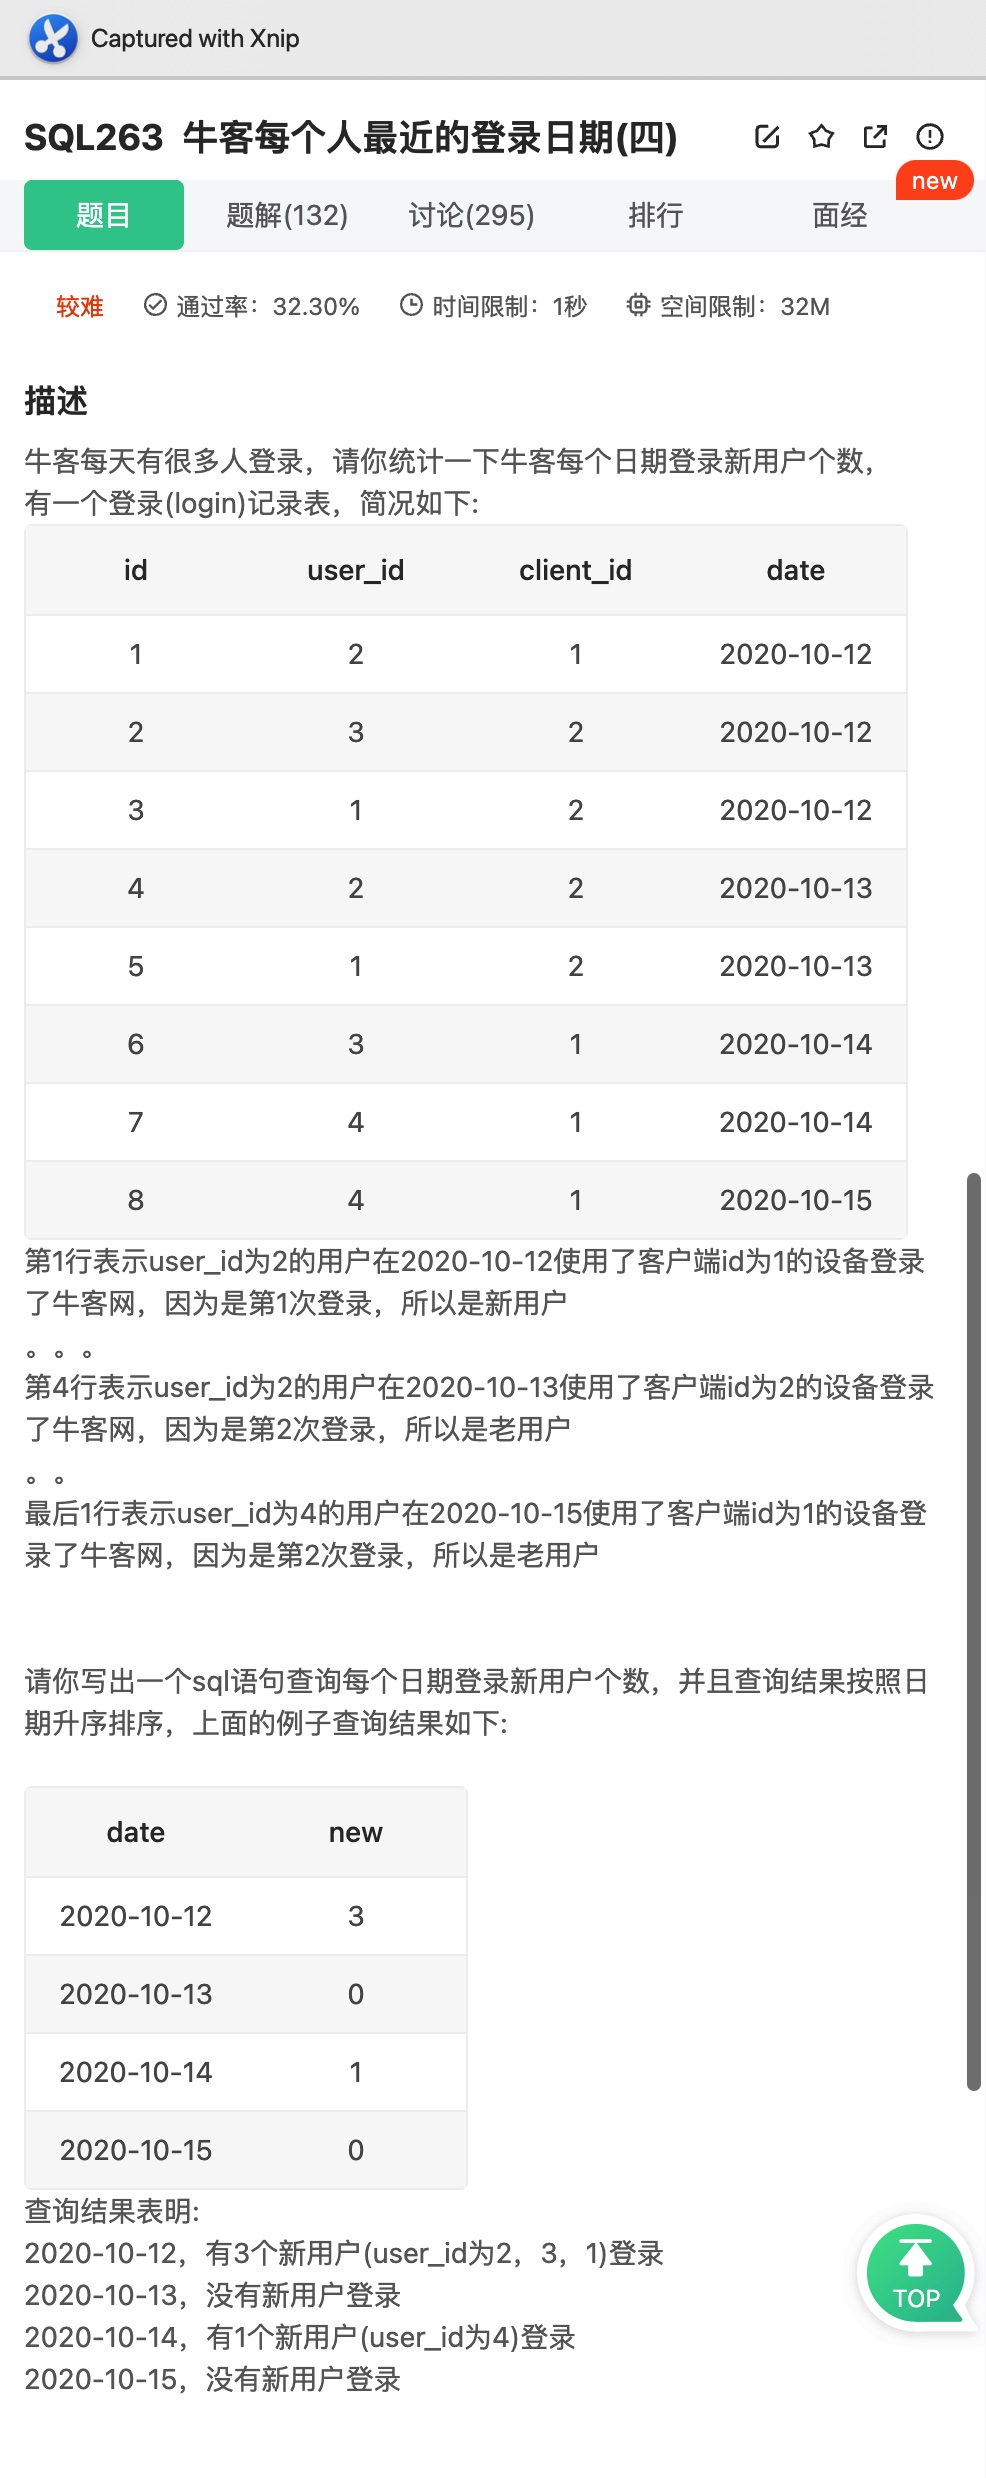 Captured with Xnip
SQL263 牛客每个人最近的登录日期(四)
new
题目 题解(132) 讨论(295) 排行 面经
较难 通过率：32.30% 时间限制：1秒 空间限制：32M
描述
牛客每天有很多人登录，请你统计一下牛客每个日期登录新用户个数，
有一个登录(login)记录表，简况如下:
id user_id client_id date
1 2 1 2020-10-12
2 3 2 2020-10-12
3 1 2 2020-10-12
4 2 2 2020-10-13
5 1 2 2020-10-13
6 3 1 2020-10-14
7 4 1 2020-10-14
8 4 1 2020-10-15
第1行表示user_id为2的用户在2020-10-12使用了客户端id为1的设备登录
了牛客网，因为是第1次登录，所以是新用户
。。。
第4行表示user_id为2的用户在2020-10-13使用了客户端id为2的设备登录
了牛客网，因为是第2次登录，所以是老用户
。。
最后1行表示user_id为4的用户在2020-10-15使用了客户端id为1的设备登
录了牛客网，因为是第2次登录，所以是老用户
请你写出一个sql语句查询每个日期登录新用户个数，并且查询结果按照日
期升序排序，上面的例子查询结果如下:
date new
2020-10-12 3
2020-10-13 0
2020-10-14 1
2020-10-15 0
查询结果表明:
2020-10-12，有3个新用户(user_id为2，3，1)登录
2020-10-13，没有新用户登录
2020-10-14，有1个新用户(user_id为4)登录
2020-10-15，没有新用户登录
TOP